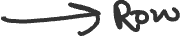 → Row